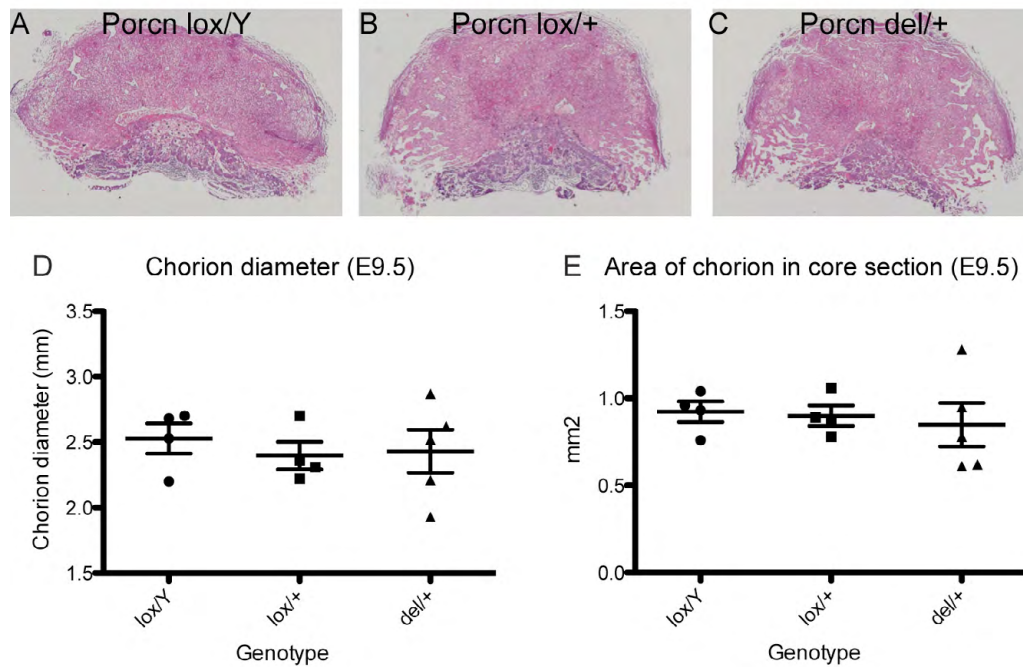 A Porcn lox/Y
B Porcn lox/+
C Porcn del/+
D Chorion diameter (E9.5)
Chorion diameter (mm)
3.5
3.0
2.5
2.0
1.5
lox/Y
lox/+
del/+
Genotype
E Area of chorion in core section (E9.5)
mm2
1.5
1.0
0.5
0.0
lox/Y
lox/+
del/+
Genotype